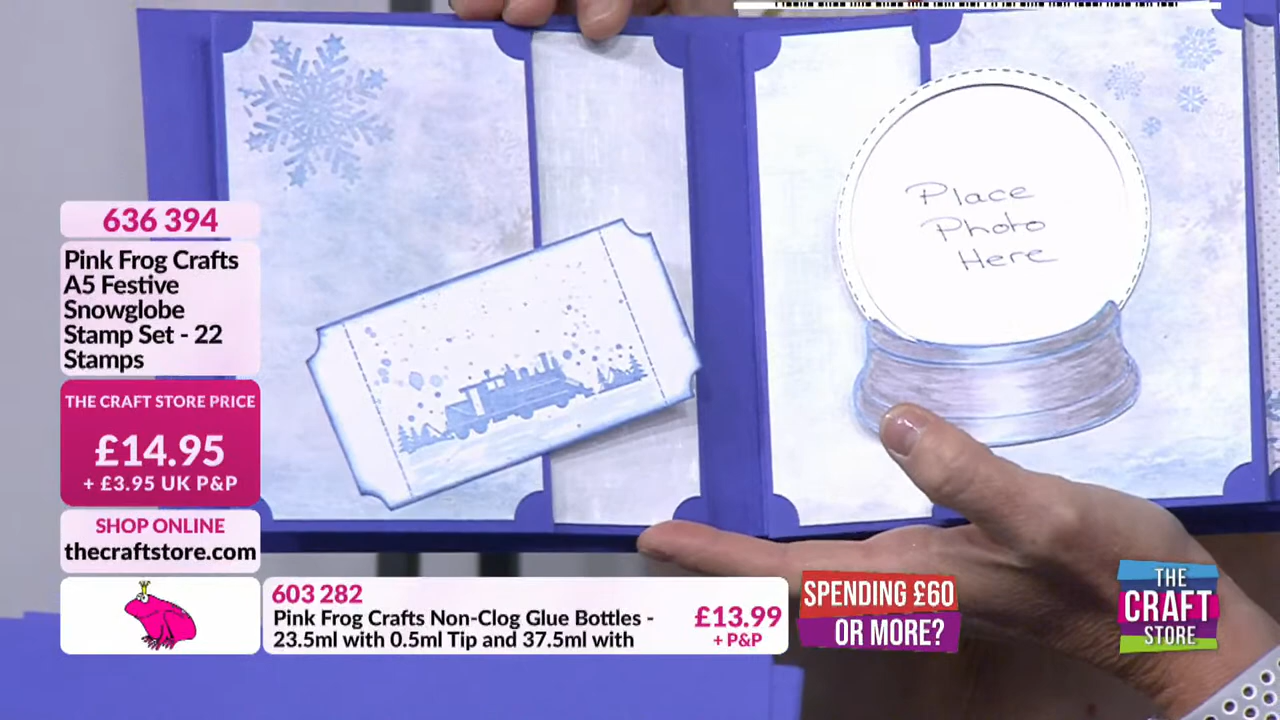 Place
Photo
Here
636 394
Pink Frog Crafts
A5 Festive
Snowglobe
Stamp Set - 22
Stamps
THE CRAFT STORE PRICE
£14.95
+ £3.95 UK P&P
SHOP ONLINE
thecraftstore.com
603 282
Pink Frog Crafts Non-Clog Glue Bottles -
23.5ml with 0.5ml Tip and 37.5ml with
£13.99
+ P&P
SPENDING £60
OR MORE?
THE
CRAFT
STORE